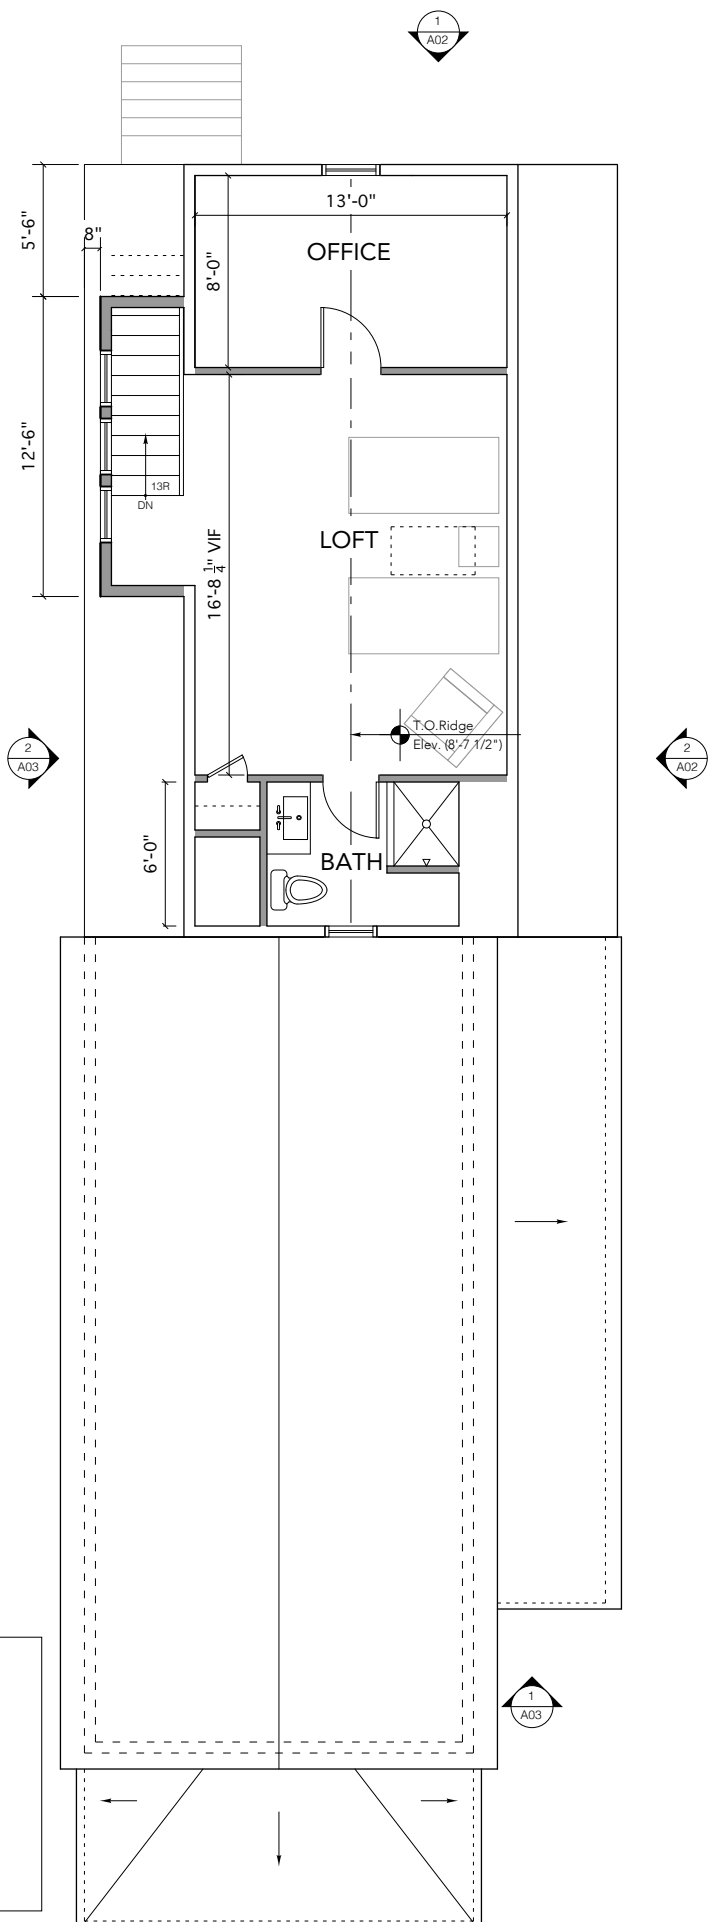 1
A02
5'-6"
8"
13'-0"
OFFICE
8'-0"
12'-6"
13R
DN
LOFT
16'-8 1/4" VIF
T.O.Ridge
Elev. (8'-7 1/2")
2
A03
2
A02
6'-0"
BATH
1
A03